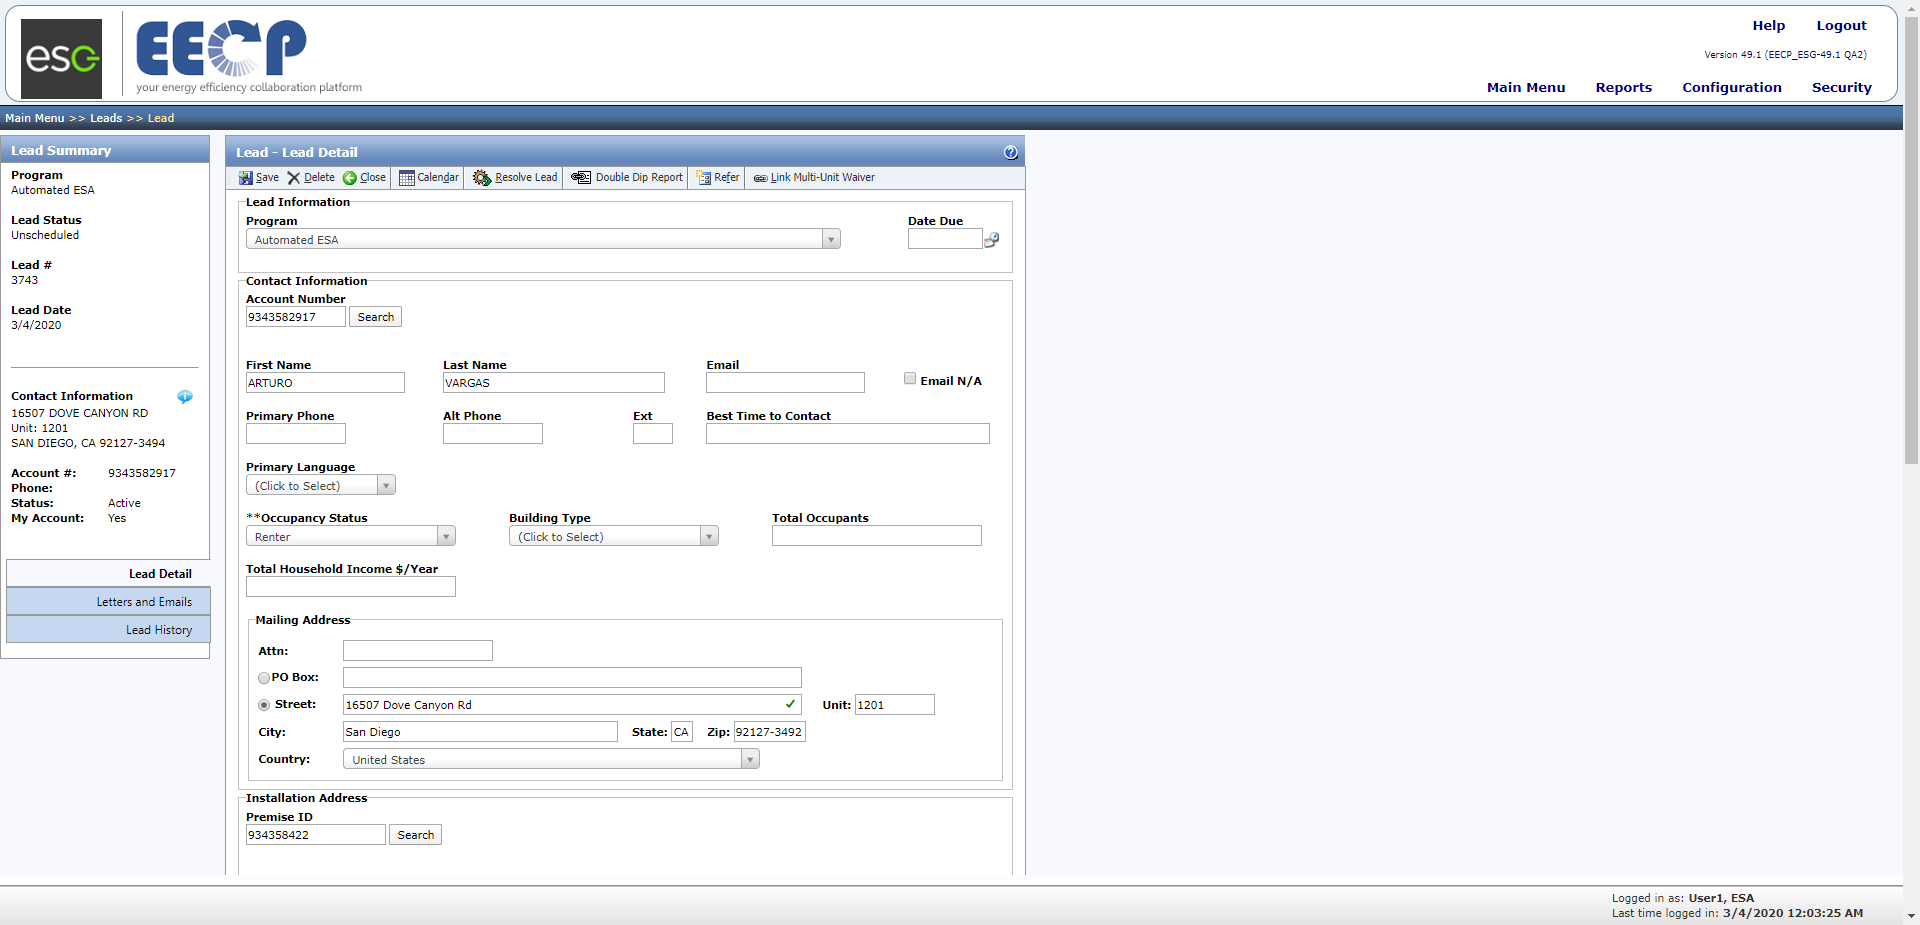 esg
EECP
your energy efficiency collaboration platform
Help Logout
Version 49.1 (EECP_ESG-49.1 QA2)
Main Menu Reports Configuration Security
Main Menu >> Leads >> Lead
Lead Summary
Program
Automated ESA
Lead Status
Unscheduled
Lead #
3743
Lead Date
3/4/2020
Contact Information
16507 DOVE CANYON RD
Unit: 1201
SAN DIEGO, CA 92127-3494
Account #: 9343582917
Phone:
Status: Active
My Account: Yes
Lead Detail
Letters and Emails
Lead History
Lead - Lead Detail
Save Delete Close Calendar Resolve Lead Double Dip Report Refer Link Multi-Unit Waiver
Lead Information
Program Date Due
Automated ESA
Contact Information
Account Number
9343582917 Search
First Name Last Name Email
ARTURO VARGAS Email N/A
Primary Phone Alt Phone Ext Best Time to Contact
Primary Language
(Click to Select)
**Occupancy Status Building Type Total Occupants
Renter (Click to Select)
Total Household Income $/Year
Mailing Address
Attn:
PO Box:
Street: 16507 Dove Canyon Rd Unit: 1201
City: San Diego State: CA Zip: 92127-3492
Country: United States
Installation Address
Premise ID
934358422 Search
Logged in as: User1, ESA
Last time logged in: 3/4/2020 12:03:25 AM